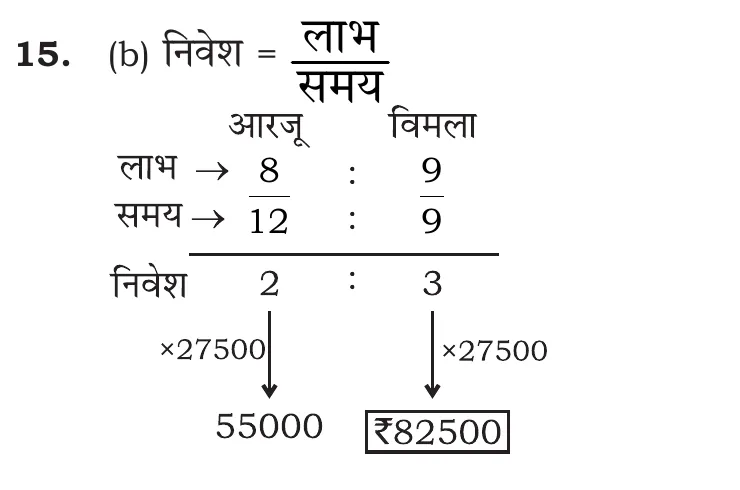 15. (b) निवेश = लाभ/समय
आरजू विमला
लाभ → 8 : 9
समय → 12 : 9
निवेश 2 : 3
×27500 ×27500
55000 ₹82500